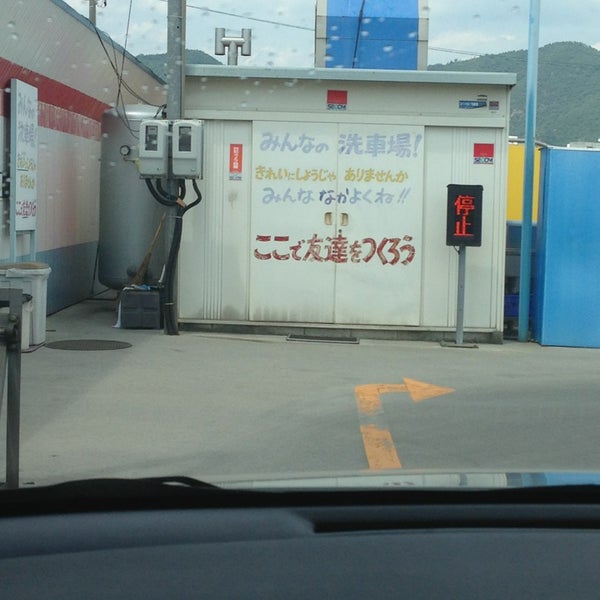 みんなの 洗車場!
きれいにしようじゃ ありませんか
みんな なかよくね!!
ここで友達をつくろう
停止
SECOM
SECOM